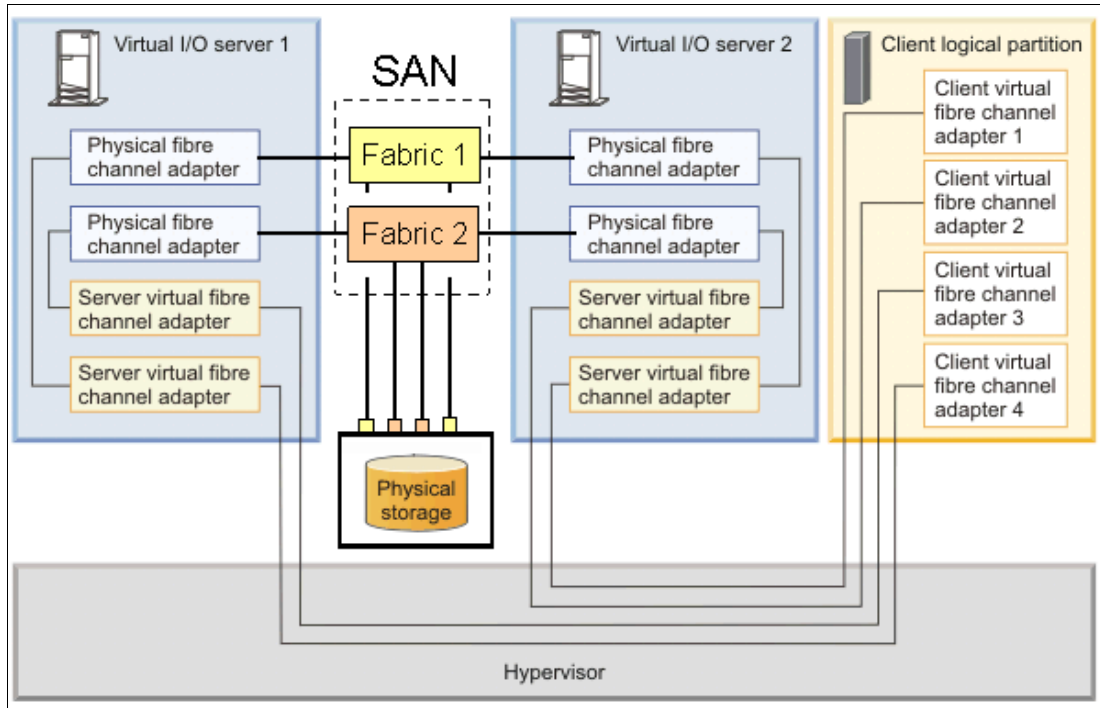 Virtual I/O server 1
Physical fibre
channel adapter
Physical fibre
channel adapter
Server virtual fibre
channel adapter
Server virtual fibre
channel adapter
SAN
Fabric 1
Fabric 2
Physical
storage
Virtual I/O server 2
Physical fibre
channel adapter
Physical fibre
channel adapter
Server virtual fibre
channel adapter
Server virtual fibre
channel adapter
Client logical partition
Client virtual
fibre channel
adapter 1
Client virtual
fibre channel
adapter 2
Client virtual
fibre channel
adapter 3
Client virtual
fibre channel
adapter 4
Hypervisor